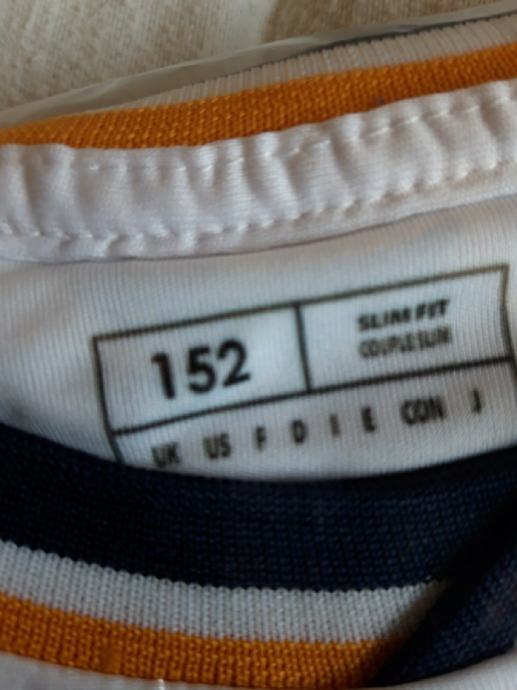 152
SLIM FIT
COUPE SLIM
UK US F D I E CON J